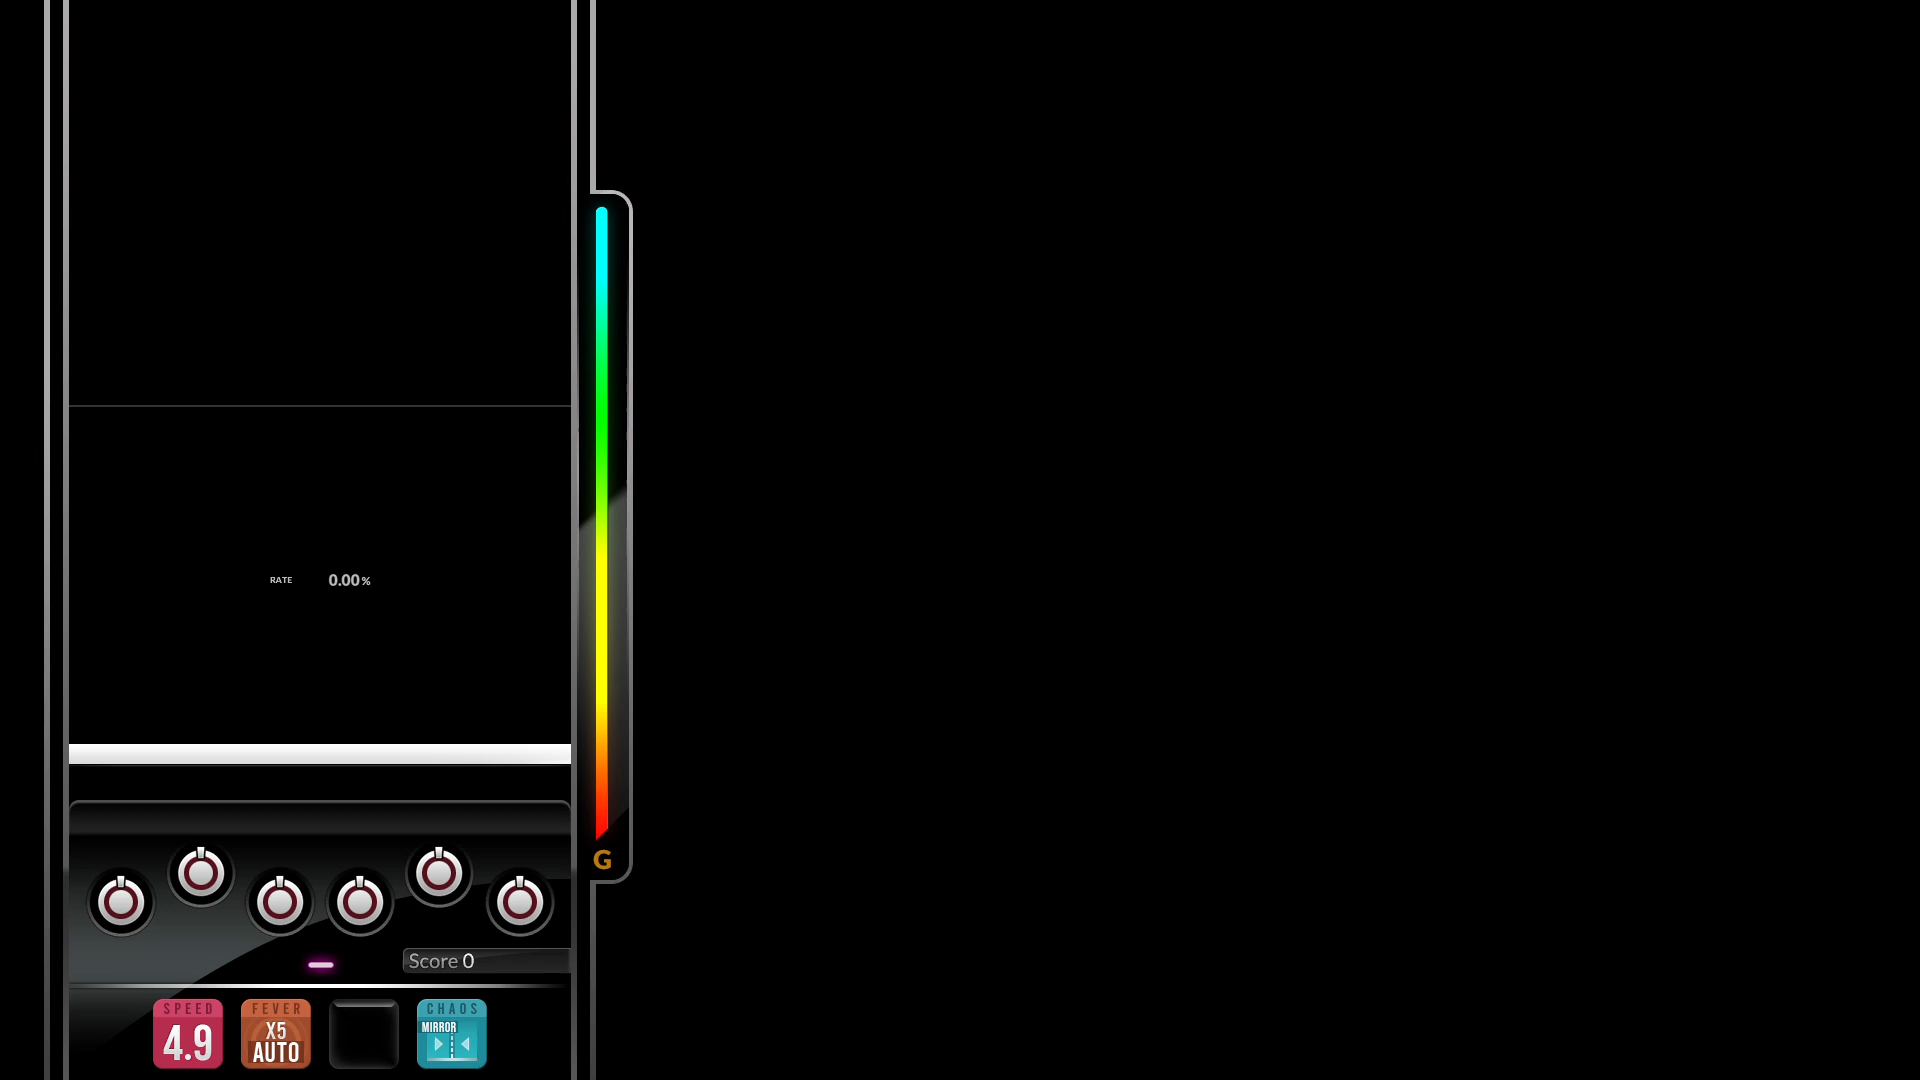 RATE 0.00%
G
Score 0
SPEED
4.9
FEVER
X5
AUTO
CHAOS
MIRROR